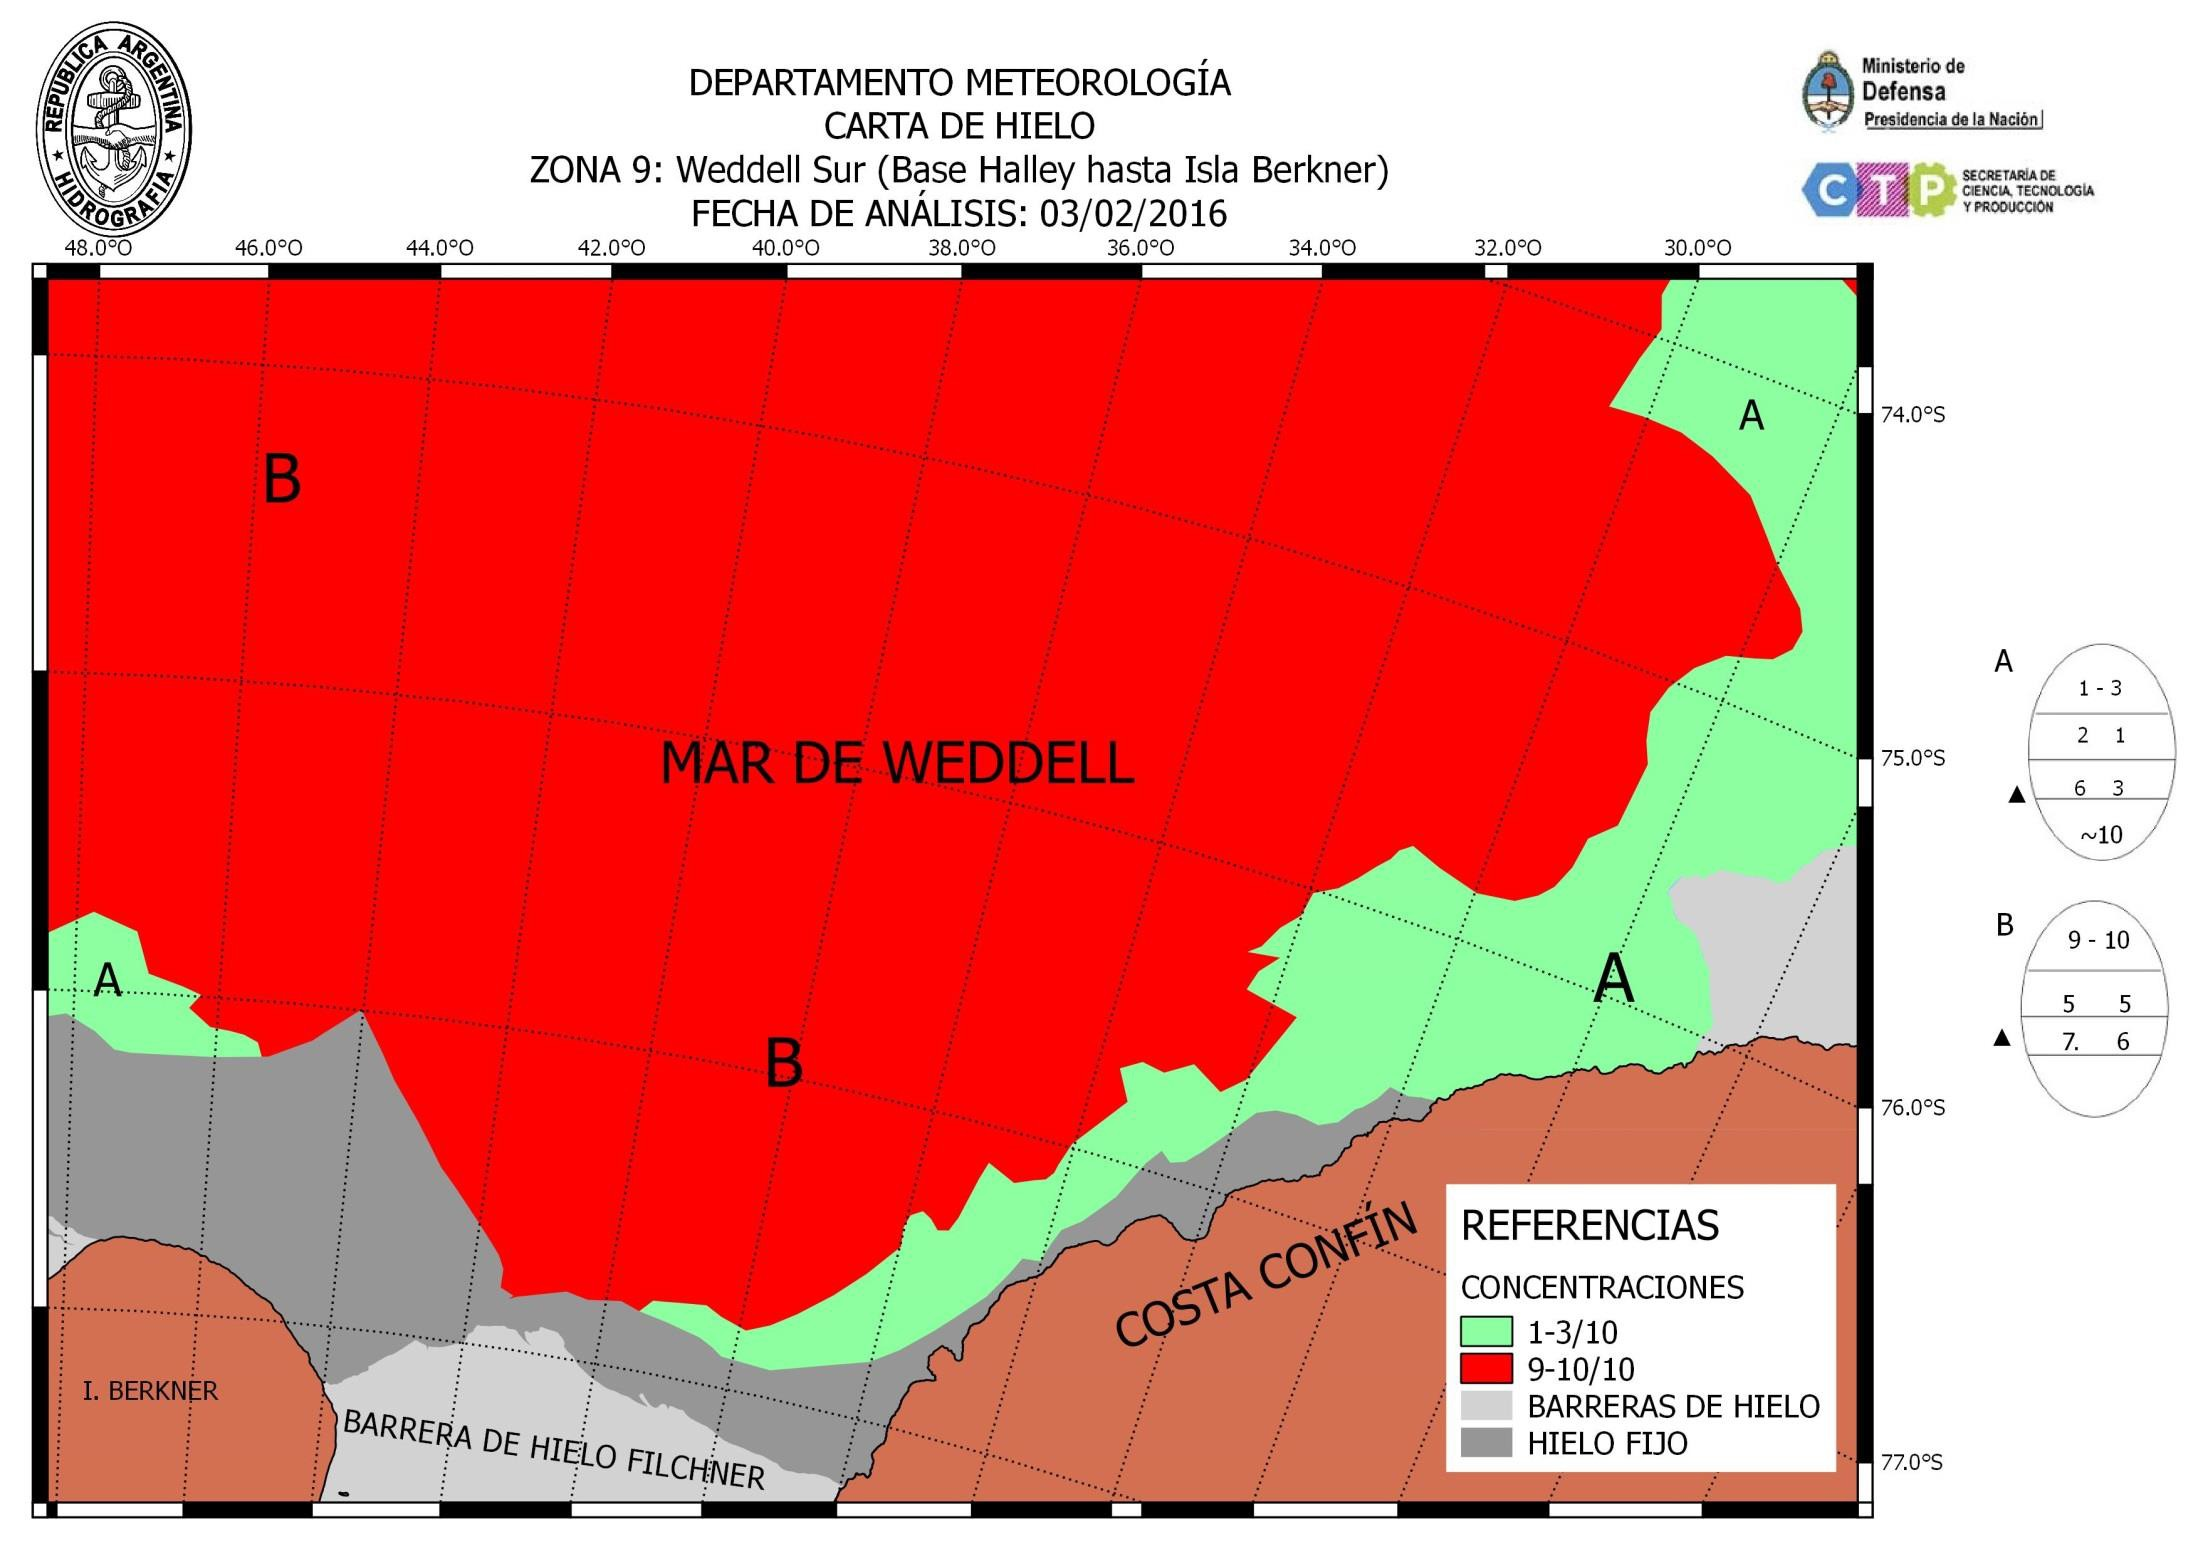 REPUBLICA ARGENTINA
★ HIDROGRAFIA ★
DEPARTAMENTO METEOROLOGÍA
CARTA DE HIELO
ZONA 9: Weddell Sur (Base Halley hasta Isla Berkner)
FECHA DE ANÁLISIS: 03/02/2016
Ministerio de
Defensa
Presidencia de la Nación
CTP
SECRETARÍA DE
CIENCIA, TECNOLOGÍA
Y PRODUCCIÓN
48.0°O 46.0°O 44.0°O 42.0°O 40.0°O 38.0°O 36.0°O 34.0°O 32.0°O 30.0°O
A
74.0°S
B
A
1 - 3
2 1
6 3
▲
~10
75.0°S
MAR DE WEDDELL
B
9 - 10
5 5
▲
7. 6
A
A
B
76.0°S
COSTA CONFÍN
I. BERKNER
BARRERA DE HIELO FILCHNER
REFERENCIAS
CONCENTRACIONES
1-3/10
9-10/10
BARRERAS DE HIELO
HIELO FIJO
77.0°S